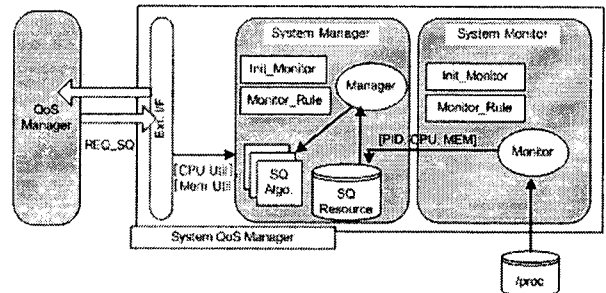 System Manager
System Monitor
Init_Monitor
Monitor_Rule
Manager
Init_Monitor
Monitor_Rule
QoS
Manager
REQ_SQ
Ext. I/F
[CPU Util]
[Mem Util]
SQ
Algo.
SQ
Resource
[PID, CPU, MEM]
Monitor
System QoS Manager
/proc